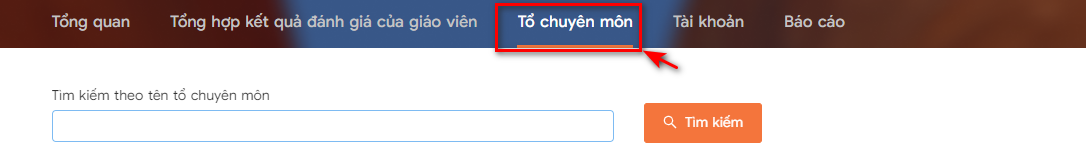 Tổng quan Tổng hợp kết quả đánh giá của giáo viên Tổ chuyên môn Tài khoản Báo cáo
Tìm kiếm theo tên tổ chuyên môn
Tìm kiếm